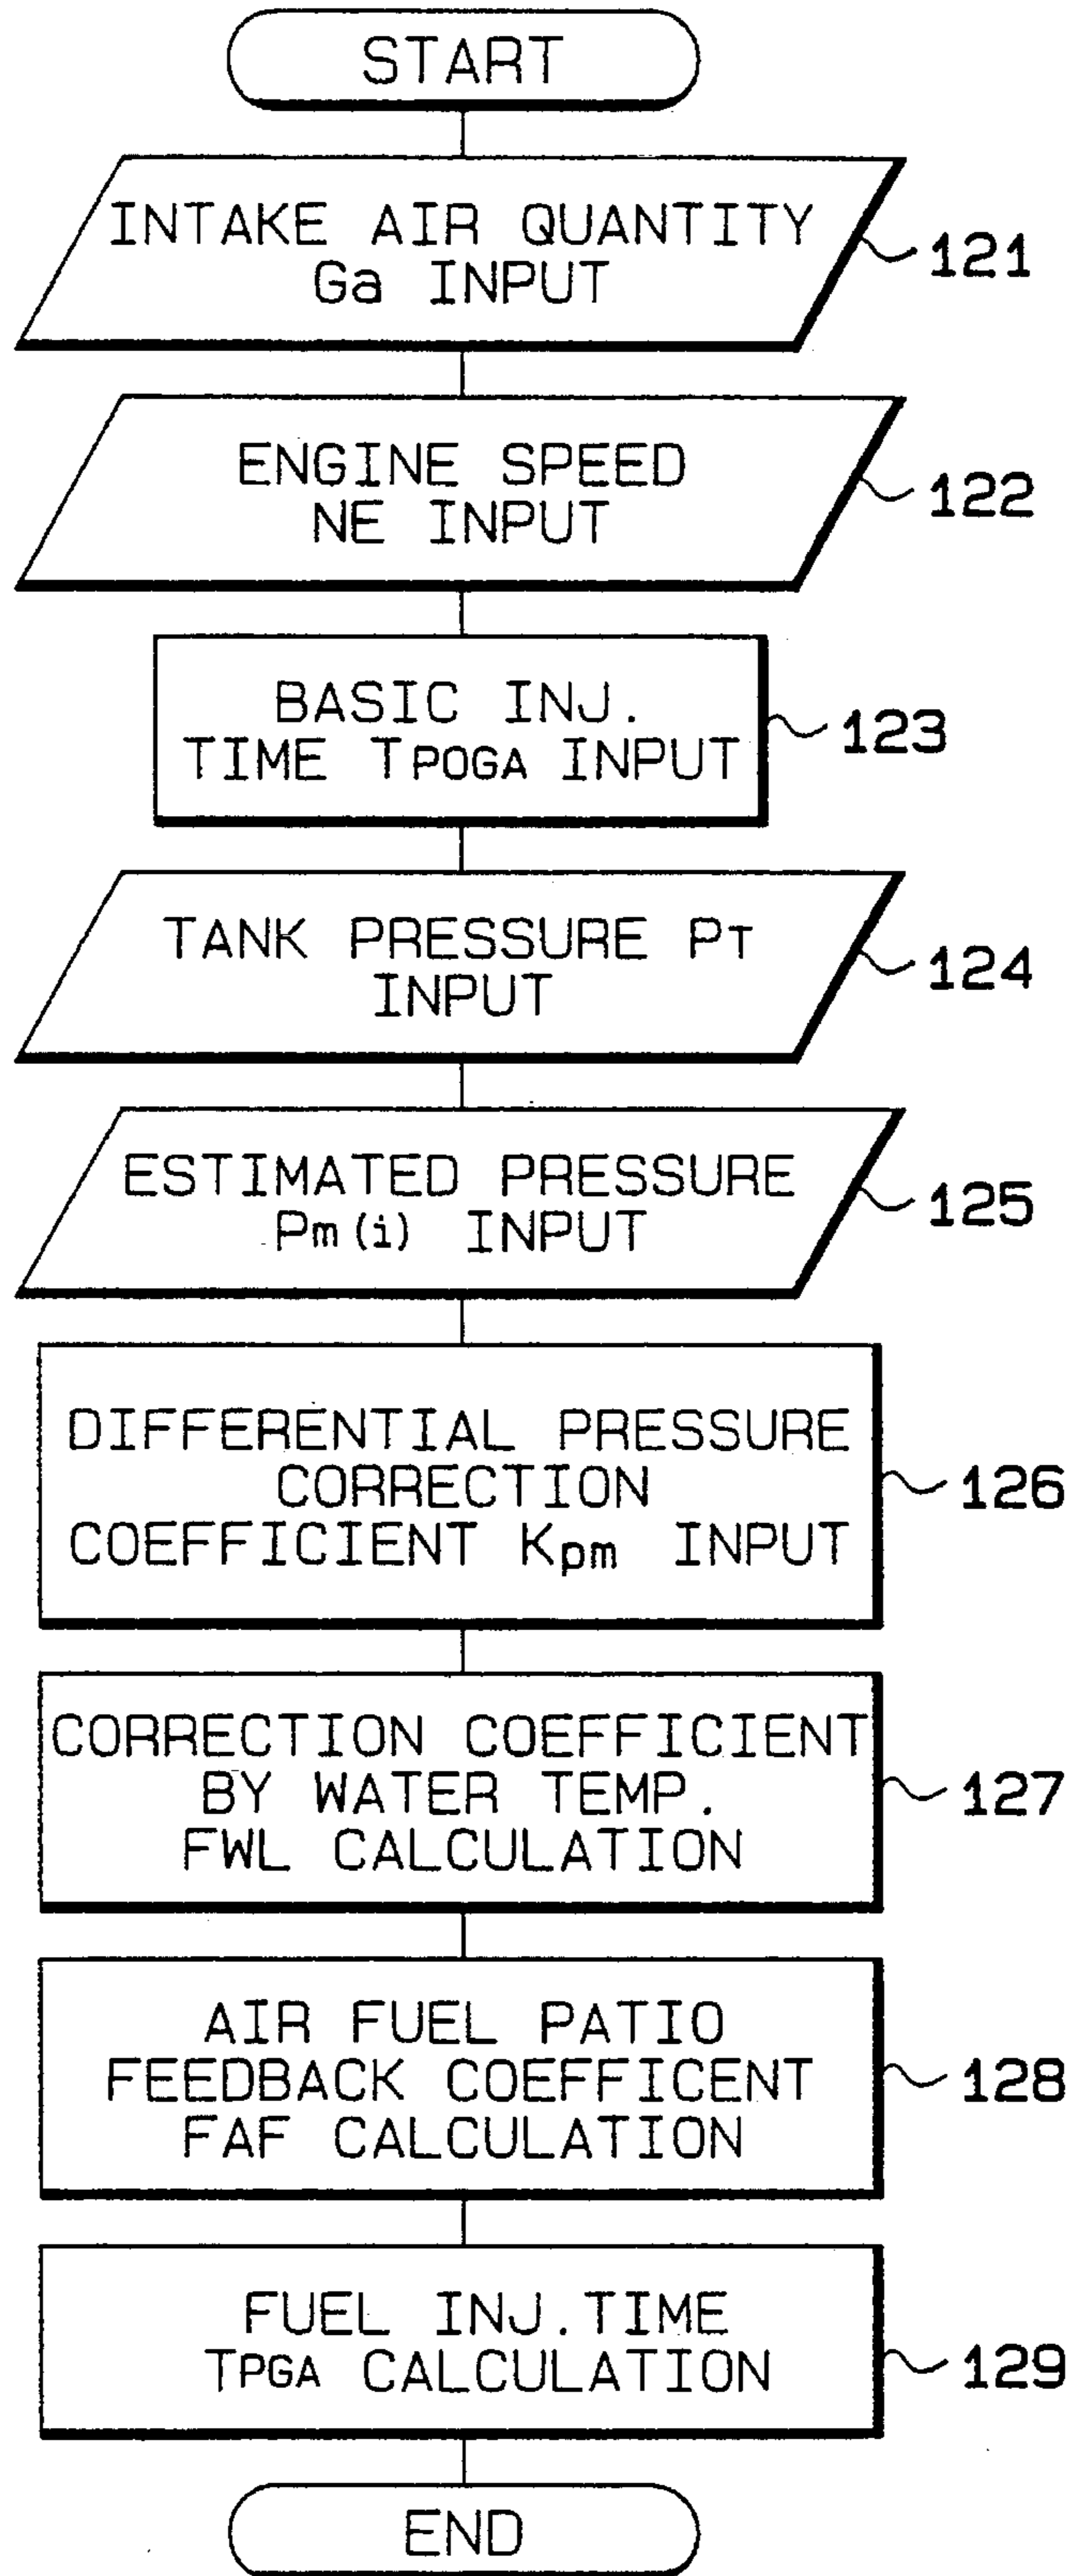 START
INTAKE AIR QUANTITY
Ga INPUT
121
ENGINE SPEED
NE INPUT
122
BASIC INJ.
TIME TPOGA INPUT
123
TANK PRESSURE PT
INPUT
124
ESTIMATED PRESSURE
Pm(i) INPUT
125
DIFFERENTIAL PRESSURE
CORRECTION
COEFFICIENT Kpm INPUT
126
CORRECTION COEFFICIENT
BY WATER TEMP.
FWL CALCULATION
127
AIR FUEL PATIO
FEEDBACK COEFFICENT
FAF CALCULATION
128
FUEL INJ.TIME
TPGA CALCULATION
129
END